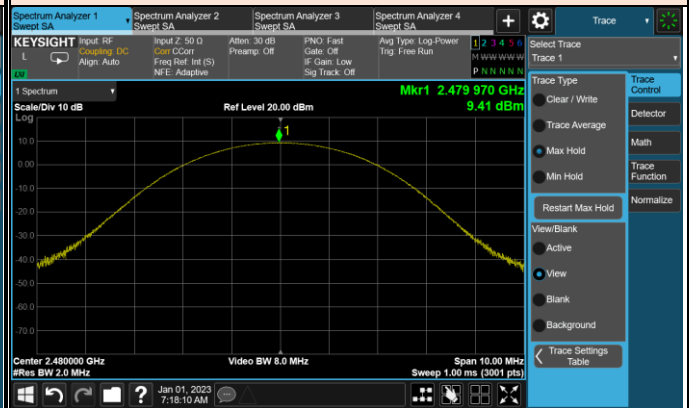 Spectrum Analyzer 1
Swept SA
Spectrum Analyzer 2
Swept SA
Spectrum Analyzer 3
Swept SA
Spectrum Analyzer 4
Swept SA
+
Trace
KEYSIGHT
L
Input: RF
Coupling: DC
Align: Auto
Input Z: 50 Ω
Corr CCorr
Freq Ref: Int (S)
NFE: Adaptive
Atten: 30 dB
Preamp: Off
PNO: Fast
Gate: Off
IF Gain: Low
Sig Track: Off
Avg Type: Log-Power
Trig: Free Run
1 2 3 4 5 6
M W W W W W
P N N N N N
Select Trace
Trace 1
1 Spectrum
Scale/Div 10 dB
Log
Ref Level 20.00 dBm
Mkr1 2.479 970 GHz
9.41 dBm
1
10.0
0.00
-10.0
-20.0
-30.0
-40.0
-50.0
-60.0
-70.0
Center 2.480000 GHz
#Res BW 2.0 MHz
Video BW 8.0 MHz
Span 10.00 MHz
Sweep 1.00 ms (3001 pts)
Trace Type
Clear / Write
Trace Average
Max Hold
Min Hold
Restart Max Hold
View/Blank
Active
View
Blank
Background
Trace Settings
Table
Trace
Control
Detector
Math
Trace
Function
Normalize
?
Jan 01, 2023
7:18:10 AM